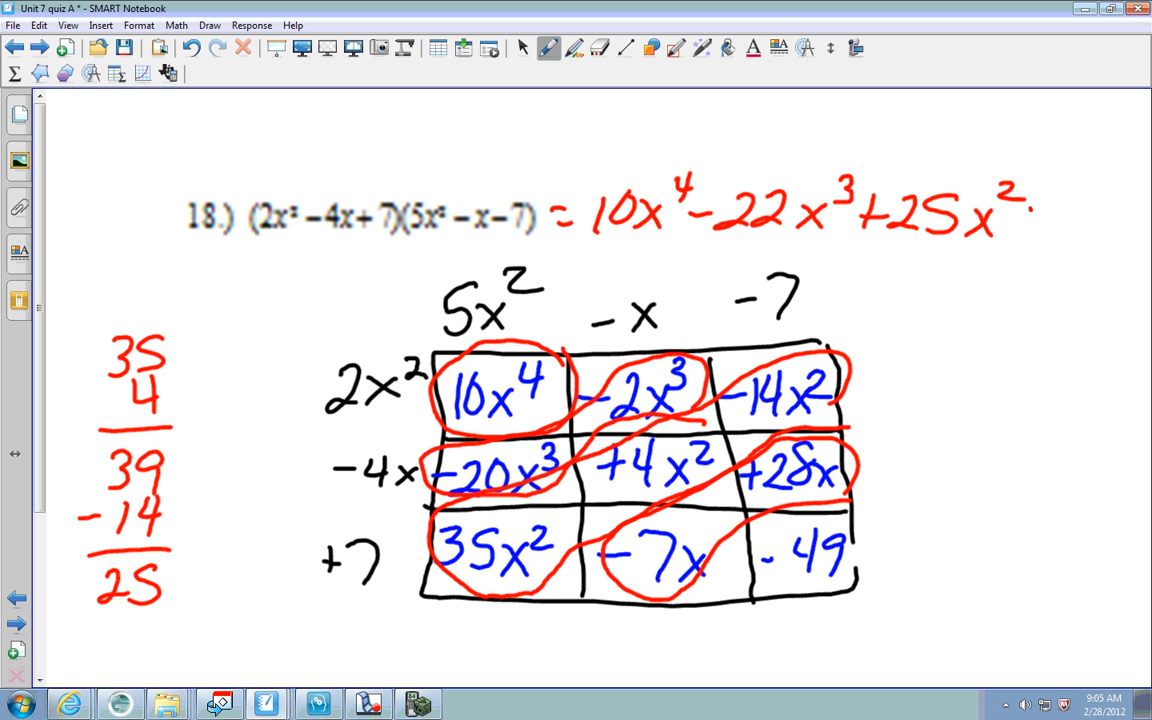 Unit 7 quiz A * - SMART Notebook
File Edit View Insert Format Math Draw Response Help
18.) (2x² − 4x + 7)(5x² − x − 7) = 10x⁴ − 22x³ + 25x²
5x² − x − 7
2x² 10x⁴ − 2x³ − 14x²
−4x − 20x³ + 4x² + 28x
+7 35x² − 7x - 49
35
4
39
- 14
25
9:05 AM
2/28/2012